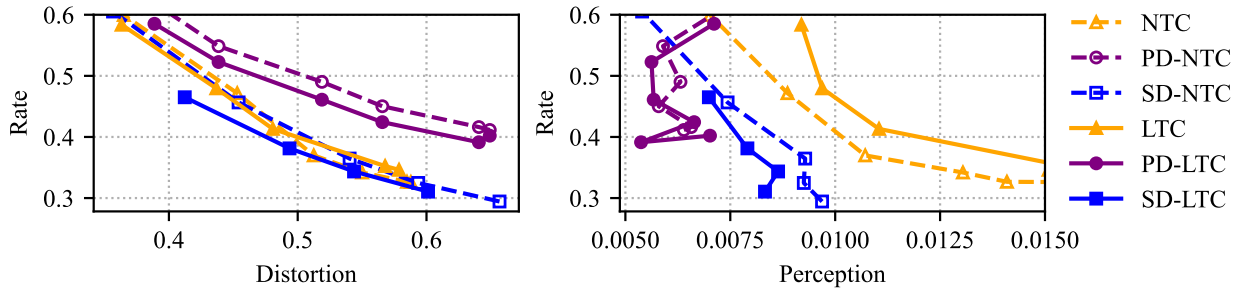 Rate
0.6
0.5
0.4
0.3
0.4
0.5
0.6
Distortion
Rate
0.6
0.5
0.4
0.3
0.0050
0.0075
0.0100
0.0125
0.0150
Perception
NTC
PD-NTC
SD-NTC
LTC
PD-LTC
SD-LTC